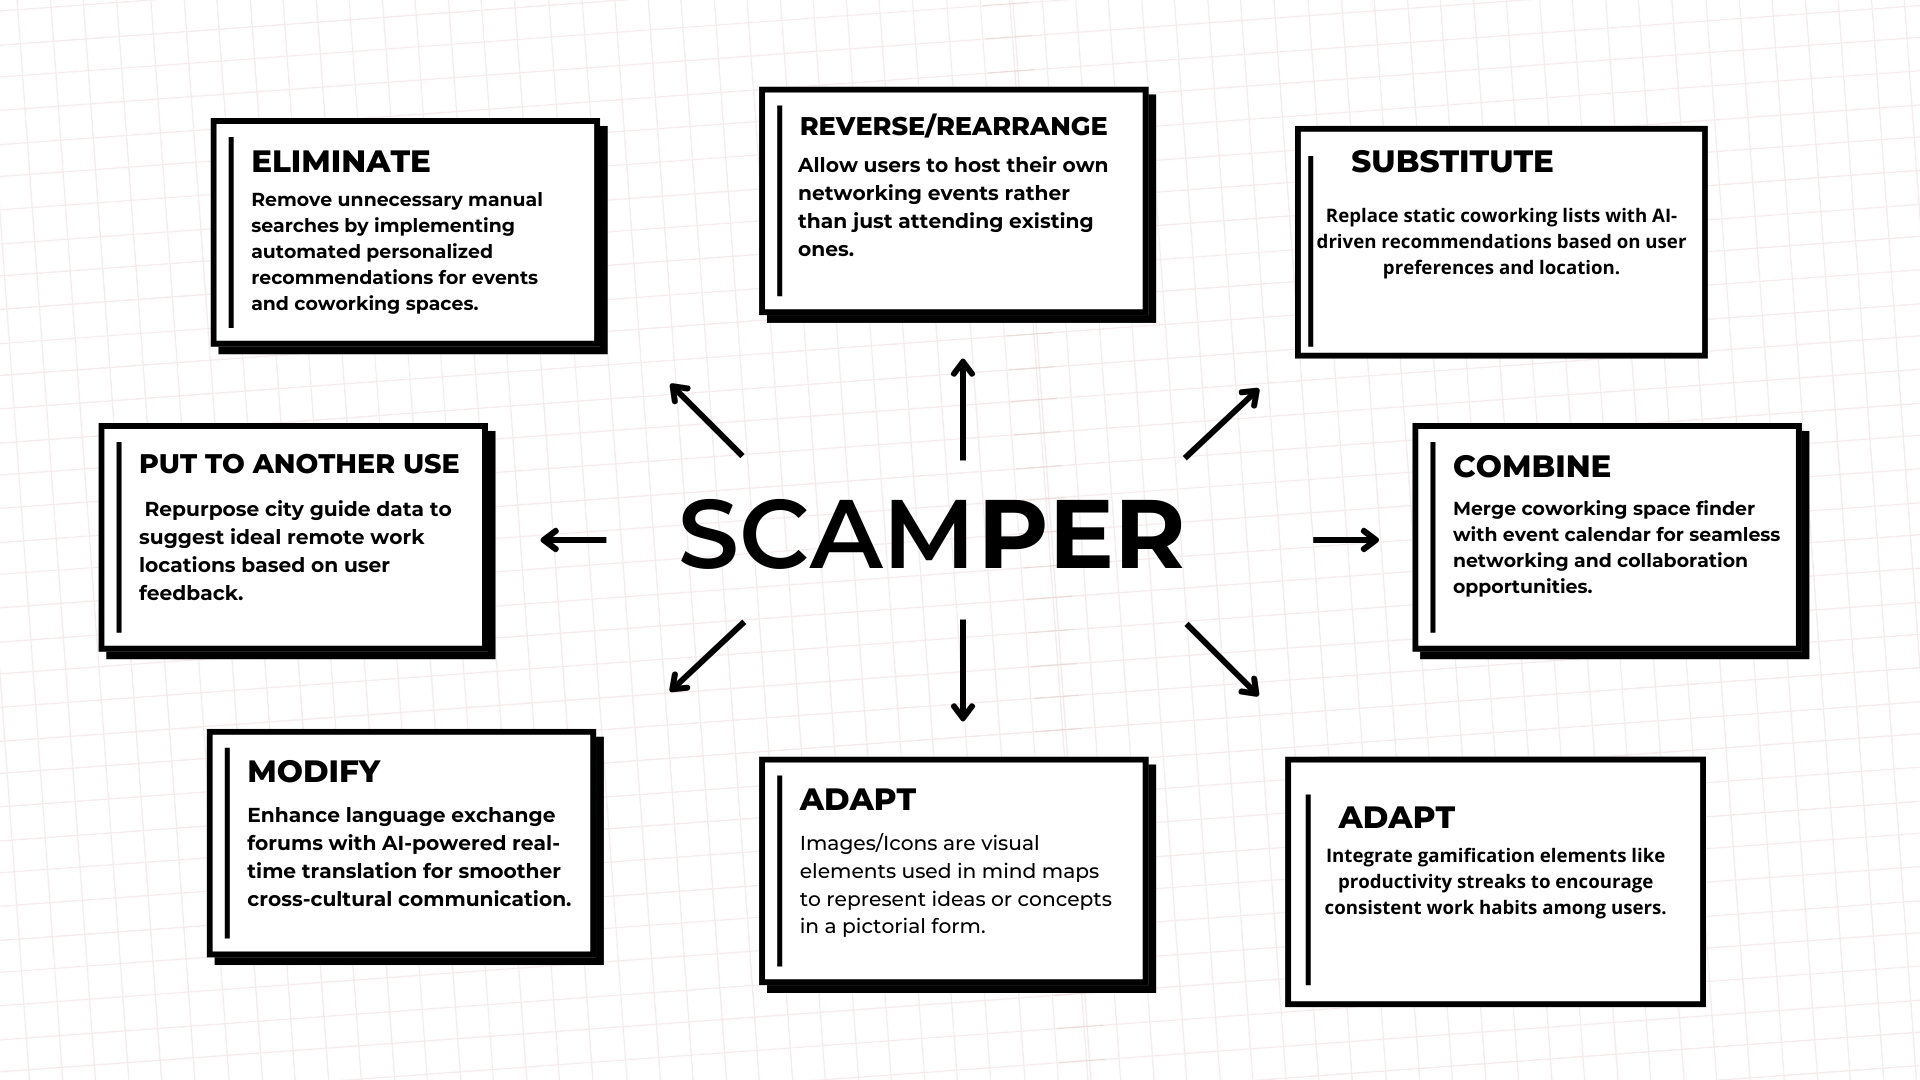 REVERSE/REARRANGE
Allow users to host their own
networking events rather
than just attending existing
ones.
ELIMINATE
Remove unnecessary manual
searches by implementing
automated personalized
recommendations for events
and coworking spaces.
SUBSTITUTE
Replace static coworking lists with AI-
driven recommendations based on user
preferences and location.
PUT TO ANOTHER USE
Repurpose city guide data to
suggest ideal remote work
locations based on user
feedback.
SCAMPER
COMBINE
Merge coworking space finder
with event calendar for seamless
networking and collaboration
opportunities.
MODIFY
Enhance language exchange
forums with AI-powered real-
time translation for smoother
cross-cultural communication.
ADAPT
Images/Icons are visual
elements used in mind maps
to represent ideas or concepts
in a pictorial form.
ADAPT
Integrate gamification elements like
productivity streaks to encourage
consistent work habits among users.